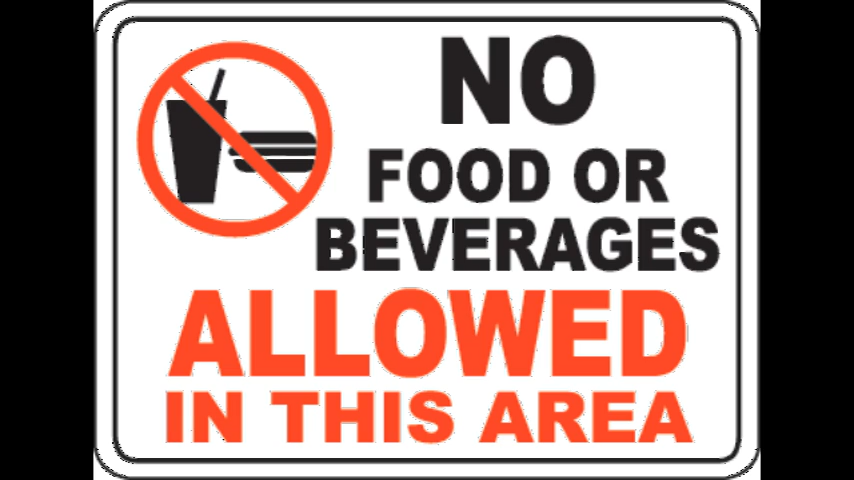 NO
FOOD OR
BEVERAGES
ALLOWED
IN THIS AREA